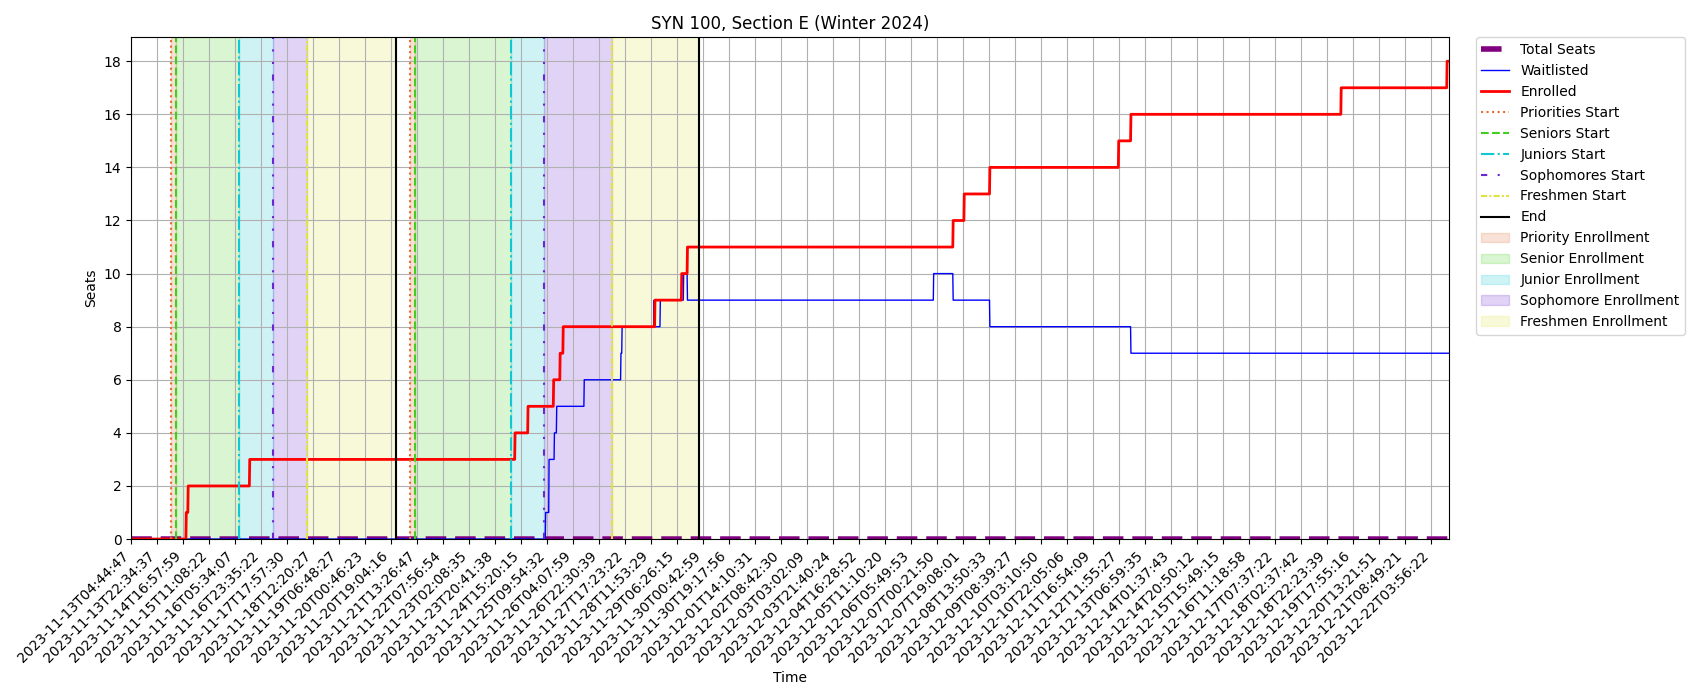 SYN 100, Section E (Winter 2024)
Seats
18
16
14
12
10
8
6
4
2
0
2023-11-13T04:44:47
2023-11-13T22:34:37
2023-11-14T16:57:59
2023-11-15T11:08:22
2023-11-16T05:34:07
2023-11-16T23:35:22
2023-11-17T17:57:30
2023-11-18T12:20:27
2023-11-19T06:48:27
2023-11-20T00:46:23
2023-11-20T19:04:16
2023-11-21T13:26:47
2023-11-22T07:56:54
2023-11-23T02:08:35
2023-11-23T20:41:38
2023-11-24T15:20:15
2023-11-25T09:54:32
2023-11-26T04:07:59
2023-11-26T22:30:39
2023-11-27T17:23:22
2023-11-28T11:53:29
2023-11-29T06:26:15
2023-11-30T00:42:59
2023-11-30T19:17:56
2023-12-01T14:10:31
2023-12-02T08:42:30
2023-12-03T03:02:09
2023-12-03T21:40:24
2023-12-04T16:28:52
2023-12-05T11:10:20
2023-12-06T05:49:53
2023-12-07T00:21:50
2023-12-07T19:08:01
2023-12-08T13:50:33
2023-12-09T08:39:27
2023-12-10T03:10:50
2023-12-10T22:05:06
2023-12-11T16:54:09
2023-12-12T11:55:27
2023-12-13T06:59:35
2023-12-14T01:37:43
2023-12-14T20:50:12
2023-12-15T15:49:15
2023-12-16T11:18:58
2023-12-17T07:37:22
2023-12-18T02:37:42
2023-12-18T22:23:39
2023-12-19T17:55:16
2023-12-20T13:21:51
2023-12-21T08:49:21
2023-12-22T03:56:22
Time
Total Seats
Waitlisted
Enrolled
Priorities Start
Seniors Start
Juniors Start
Sophomores Start
Freshmen Start
End
Priority Enrollment
Senior Enrollment
Junior Enrollment
Sophomore Enrollment
Freshmen Enrollment